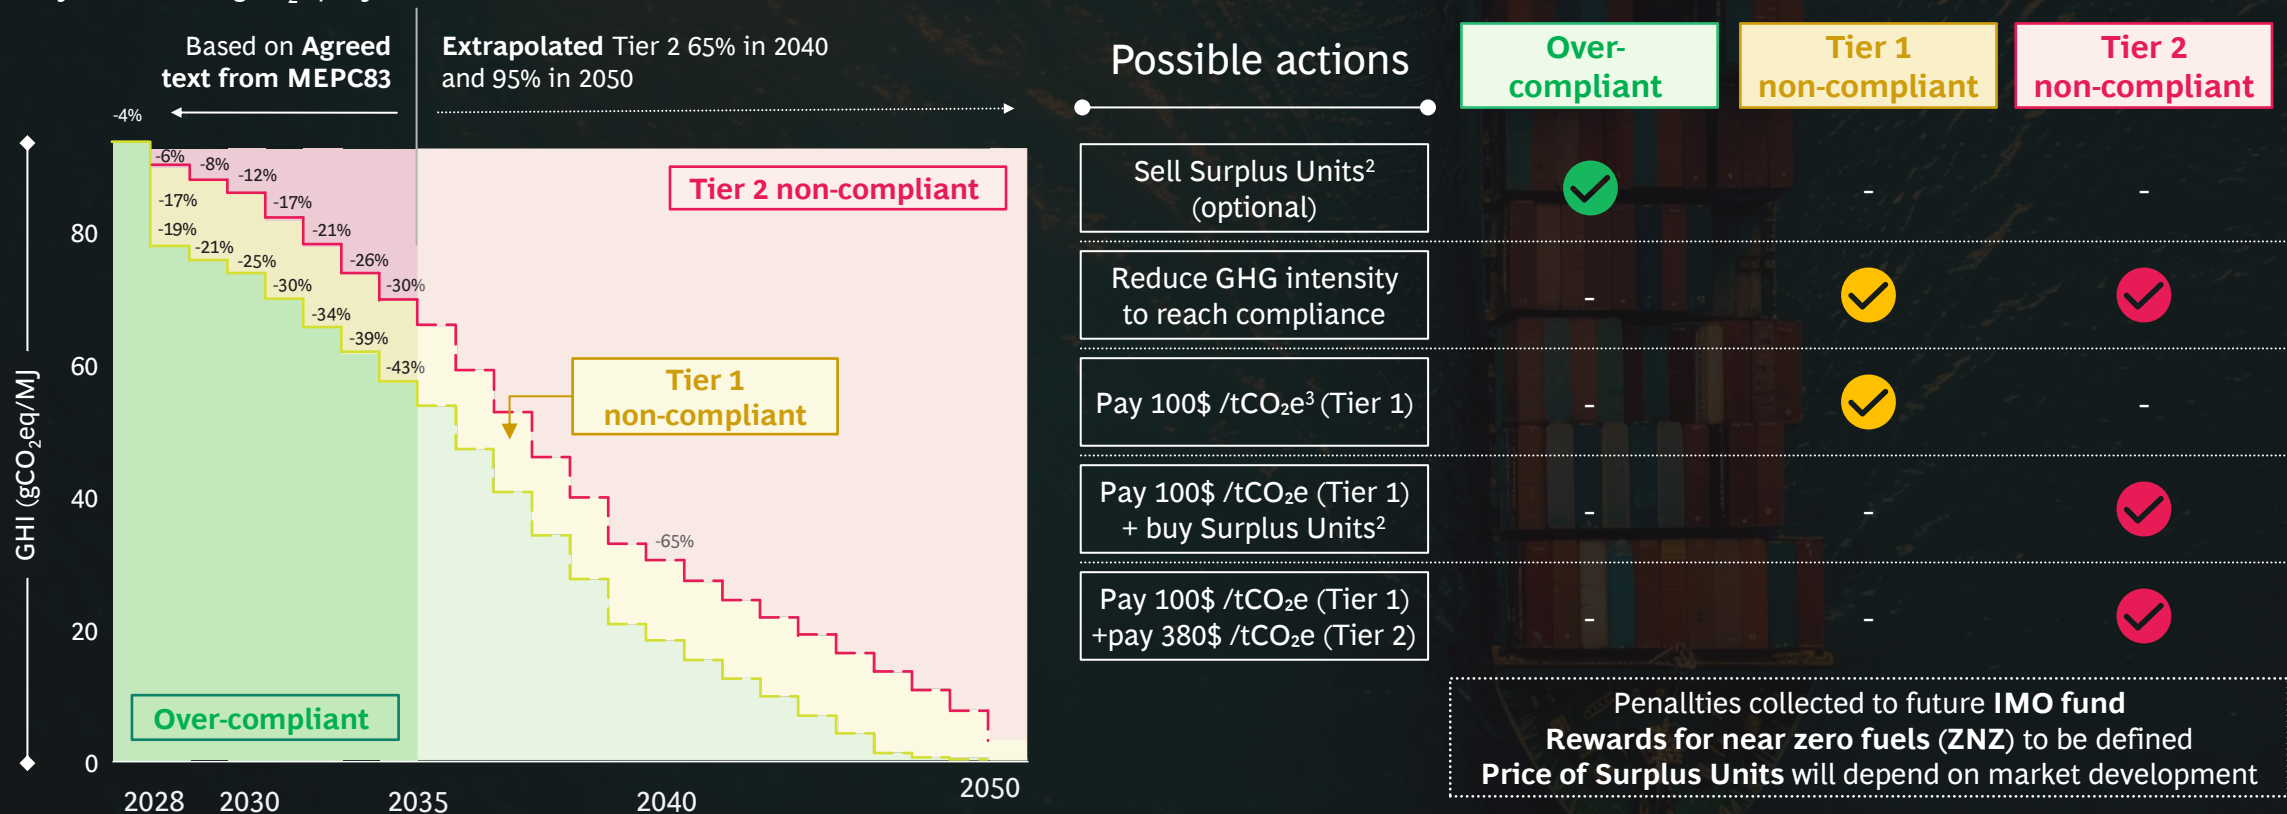 Based on Agreed
text from MEPC83
Extrapolated Tier 2 65% in 2040
and 95% in 2050
-4%
-6%
-8%
-12%
-17%
-17%
-19%
-21%
-21%
-25%
-26%
-30%
-30%
-34%
-39%
-43%
-65%
Tier 2 non-compliant
Tier 1
non-compliant
Over-compliant
GHI (gCO₂eq/MJ
80
60
40
20
0
2028
2030
2035
2040
2050
Possible actions
Over-
compliant
Tier 1
non-compliant
Tier 2
non-compliant
Sell Surplus Units²
(optional)
- -
Reduce GHG intensity
to reach compliance
-
Pay 100$ /tCO₂e³ (Tier 1)
- -
Pay 100$ /tCO₂e (Tier 1)
+ buy Surplus Units²
- -
Pay 100$ /tCO₂e (Tier 1)
+pay 380$ /tCO₂e (Tier 2)
- -
Penallties collected to future IMO fund
Rewards for near zero fuels (ZNZ) to be defined
Price of Surplus Units will depend on market development